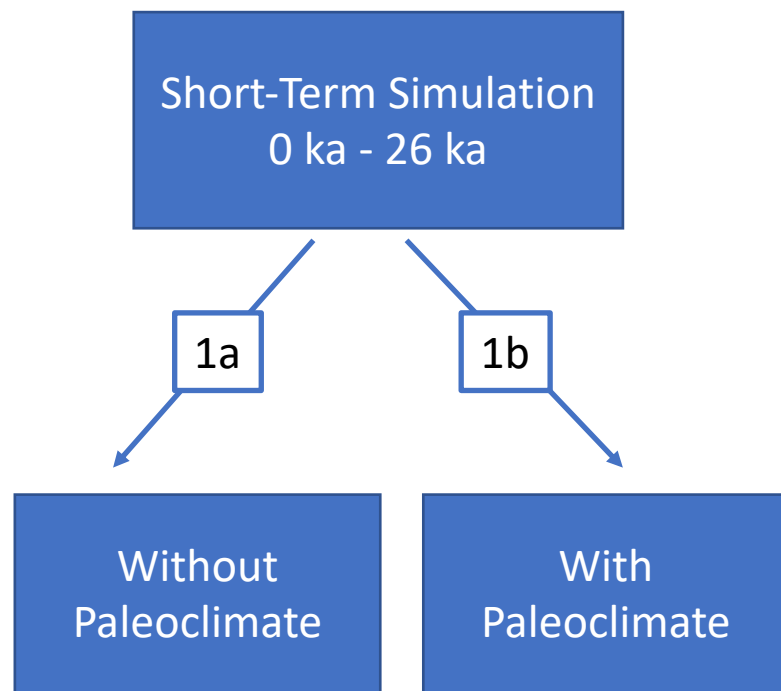 Short-Term Simulation
0 ka - 26 ka
1a
1b
Without
Paleoclimate
With
Paleoclimate